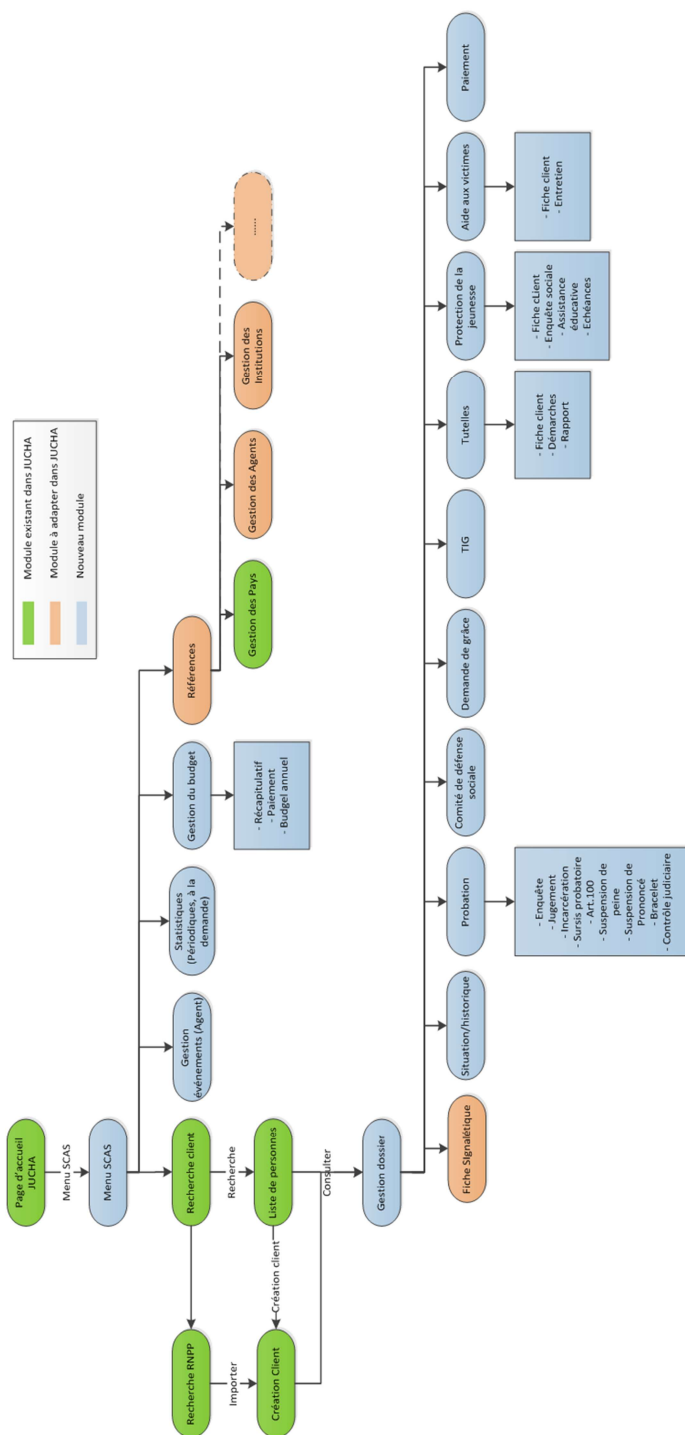 Module existant dans JUCHA
Module à adapter dans JUCHA
Nouveau module
Page d'accueil
JUCHA
Menu SCAS
Menu SCAS
Recherche client
Gestion
événements (Agent)
Statistiques
(Périodiques, à la
demande)
Gestion du budget
Références
- Récapitulatif
- Paiement
- Budgel annuel
Gestion des Pays
Gestion des Agents
Gestion des
Institutions
......
Recherche RNPP
Recherche
Importer
Liste de personnes
Création client
Création Client
Consulter
Gestion dossier
Fiche SIgnalétique
Situation/historique
Probation
Comité de défense
sociale
Demande de grâce
TIG
Tutelles
Protection de la
jeunesse
Aide aux victimes
Paiement
- Enquête
- Jugement
- Incarcération
- Sursis probatoire
- Art.100
- Suspension de
peine
- Suspension de
Prononcé
- Bracelet
- Contrôle judiciaire
- Fiche client
- Démarches
- Rapport
- Fiche cLient
- Enquête sociale
- Assistance
éducative
- Echéances
- Fiche client
- Entretien